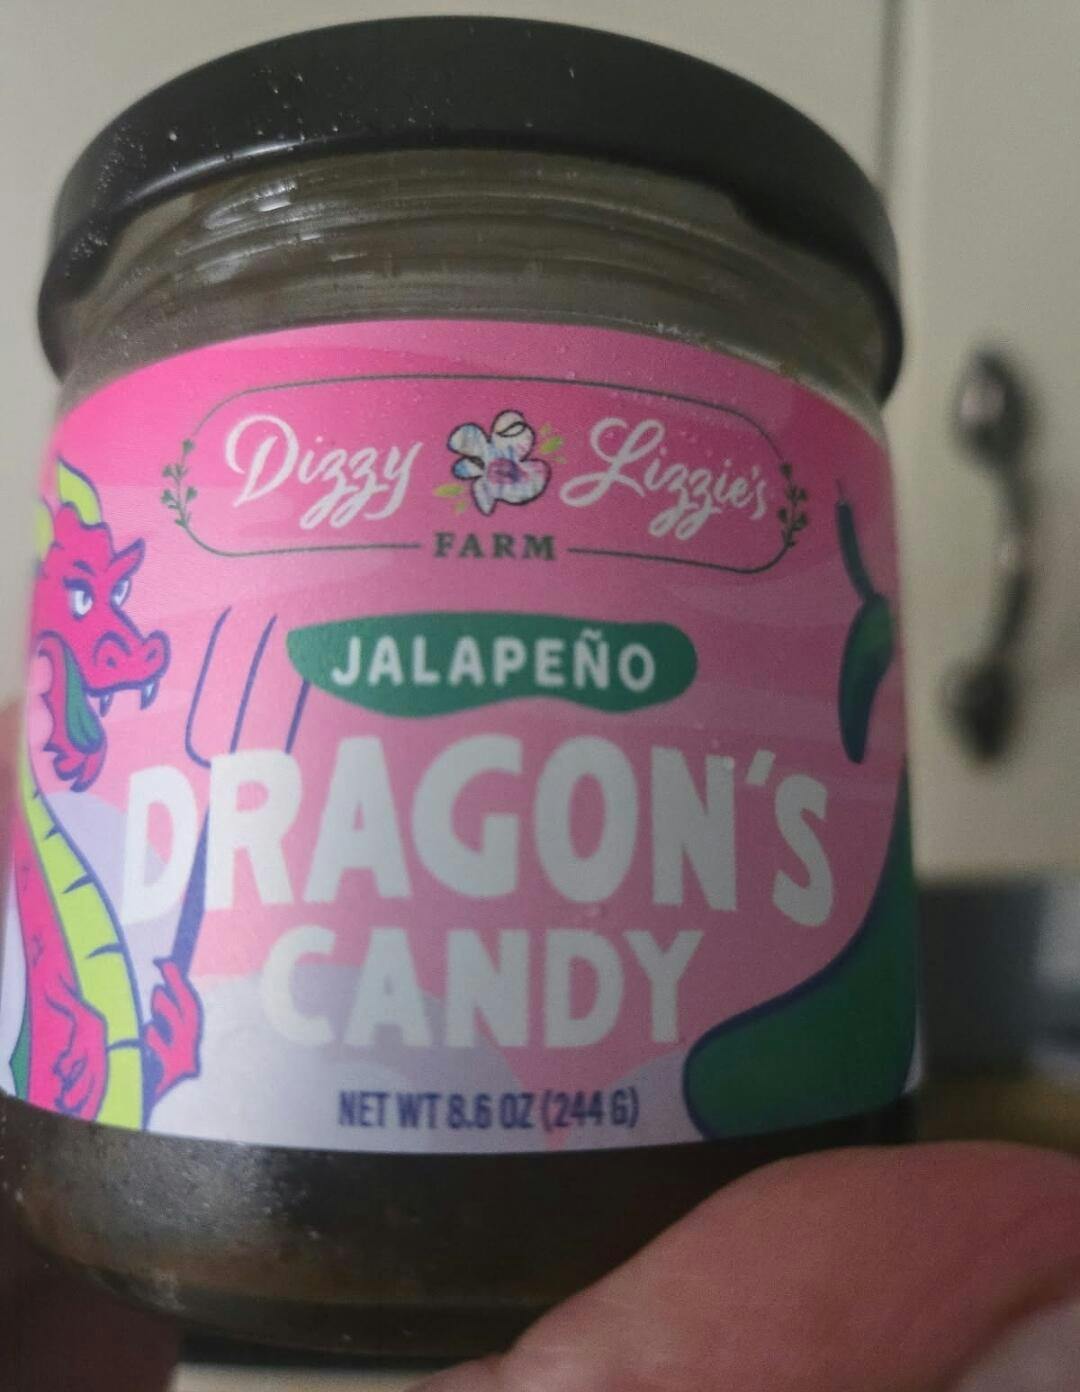 Dizzy Lizzie's
FARM
JALAPEÑO
DRAGON'S
CANDY
NET WT 8.6 OZ (244 G)